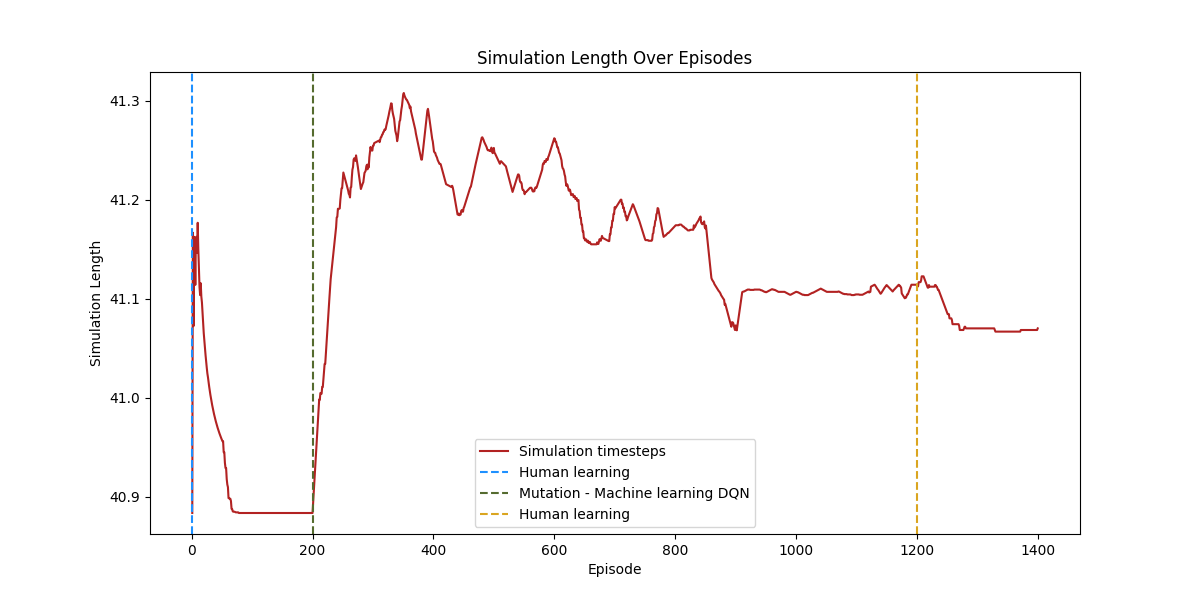 Simulation Length Over Episodes
41.3
41.2
41.1
41.0
40.9
Simulation Length
Simulation timesteps
Human learning
Mutation - Machine learning DQN
Human learning
0 200 400 600 800 1000 1200 1400
Episode